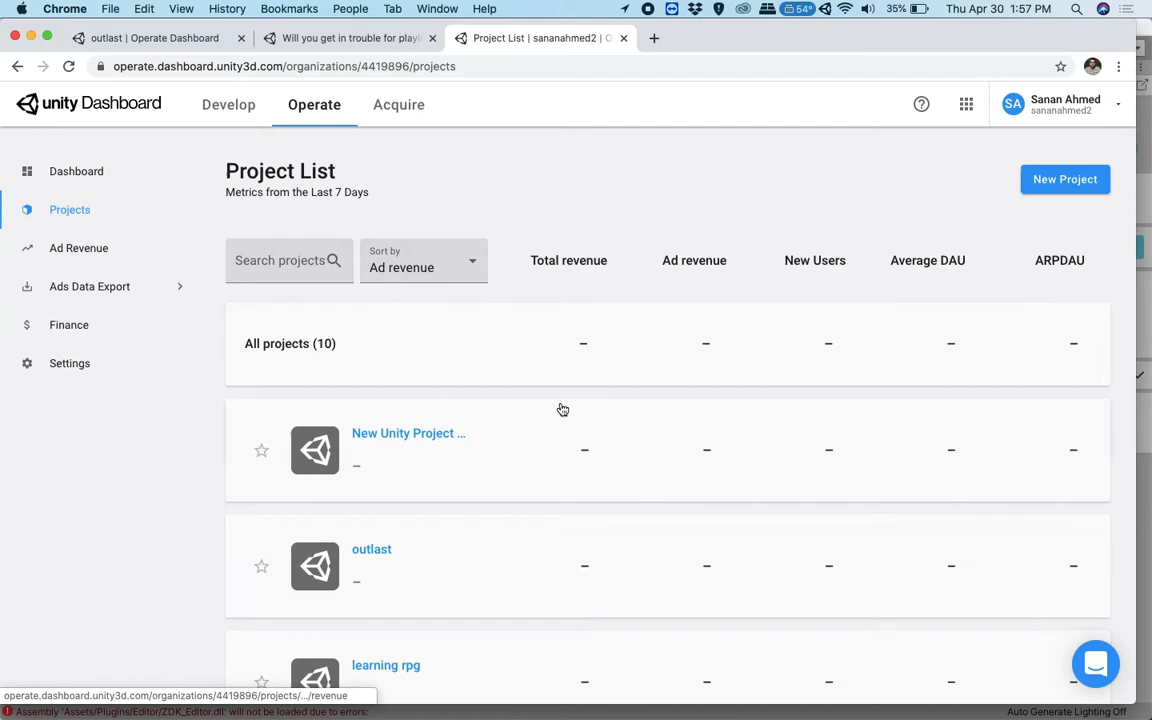 Chrome File Edit View History Bookmarks People Tab Window Help 54° 35% Thu Apr 30 1:57 PM
outlast | Operate Dashboard Will you get in trouble for playi Project List | sananahmed2 | O
operate.dashboard.unity3d.com/organizations/4419896/projects
unity Dashboard Develop Operate Acquire SA Sanan Ahmed
sananahmed2
Dashboard
Projects
Ad Revenue
Ads Data Export
Finance
Settings
Project List
Metrics from the Last 7 Days
New Project
Search projects Sort by
Ad revenue
Total revenue Ad revenue New Users Average DAU ARPDAU
All projects (10) – – – – –
New Unity Project ... – – – – –
–
outlast – – – – –
–
learning rpg – – – – –
operate.dashboard.unity3d.com/organizations/4419896/projects/.../revenue
Assembly 'Assets/Plugins/Editor/ZDK_Editor.dll' will not be loaded due to errors: Auto Generate Lighting Off